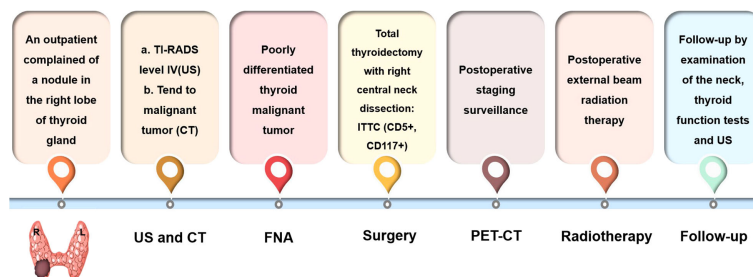 An outpatient
complained of
a nodule in
the right lobe
of thyroid
gland
a. TI-RADS
level IV(US)
b. Tend to
malignant
tumor (CT)
Poorly
differentiated
thyroid
malignant
tumor
Total
thyroidectomy
with right
central neck
dissection:
ITTC (CD5+,
CD117+)
Postoperative
staging
surveillance
Postoperative
external beam
radiation
therapy
Follow-up by
examination
of the neck,
thyroid
function tests
and US
R L
US and CT
FNA
Surgery
PET-CT
Radiotherapy
Follow-up